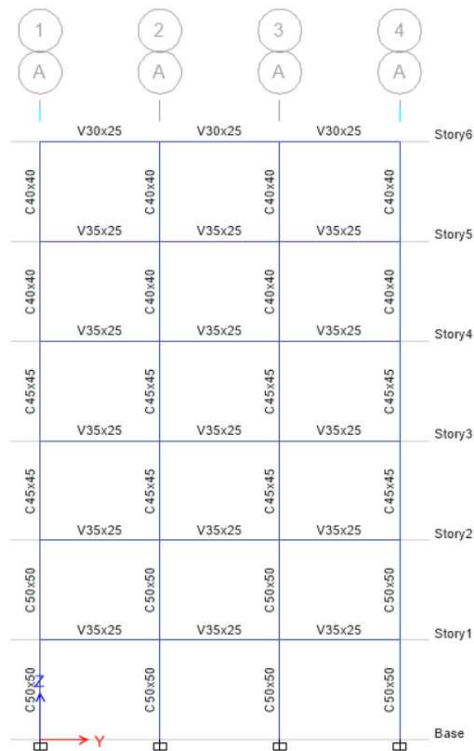 1 2 3 4
A A A A
V30x25 V30x25 V30x25 Story6
C40x40 C40x40 C40x40 C40x40
V35x25 V35x25 V35x25 Story5
C40x40 C40x40 C40x40 C40x40
V35x25 V35x25 V35x25 Story4
C45x45 C45x45 C45x45 C45x45
V35x25 V35x25 V35x25 Story3
C45x45 C45x45 C45x45 C45x45
V35x25 V35x25 V35x25 Story2
C50x50 C50x50 C50x50 C50x50
V35x25 V35x25 V35x25 Story1
C50x50 C50x50 C50x50 C50x50
Z
Y Base